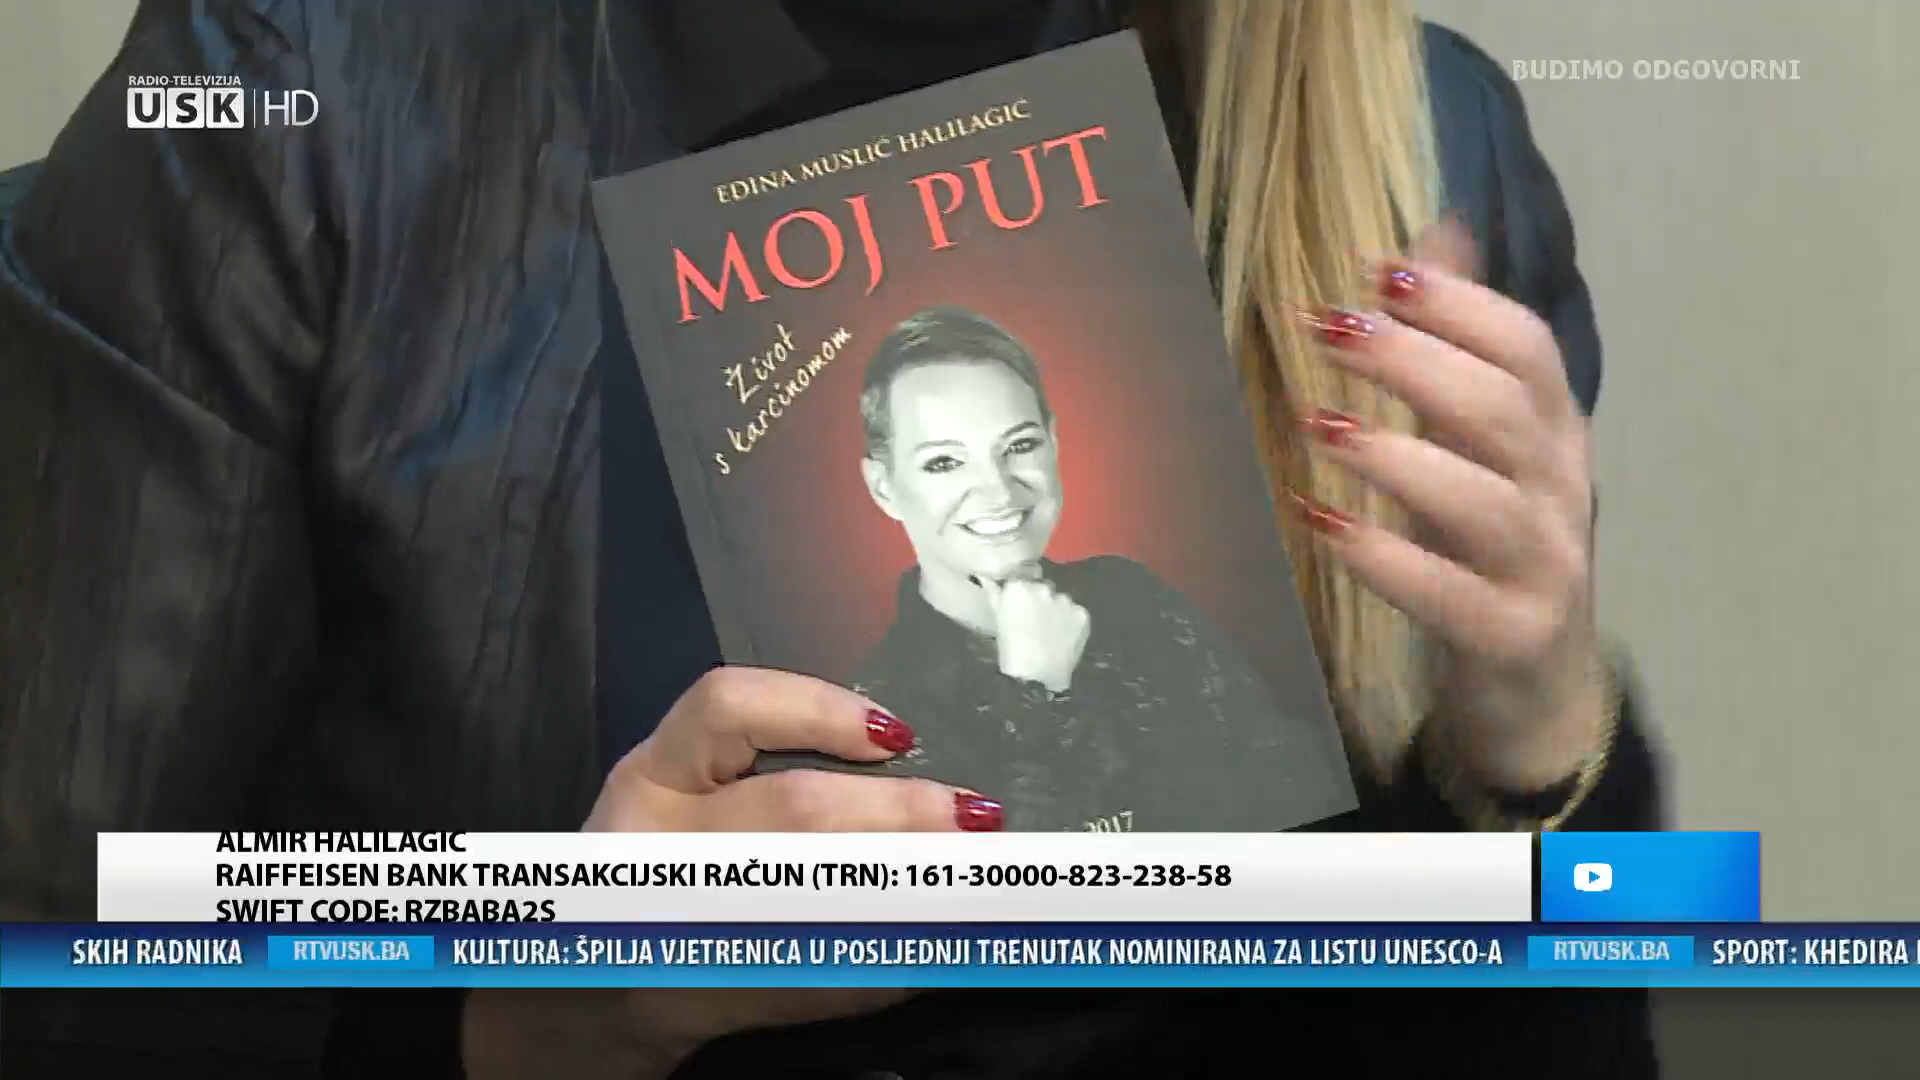 RADIO-TELEVIZIJA
USK HD
BUDIMO ODGOVORNI
EDINA MUSLIĆ HALILAGIĆ
MOJ PUT
Život
s karcinomom
2017
ALMIR HALILAGIC
RAIFFEISEN BANK TRANSAKCIJSKI RAČUN (TRN): 161-30000-823-238-58
SWIFT CODE: RZBABA2S
SKIH RADNIKA RTVUSK.BA KULTURA: ŠPILJA VJETRENICA U POSLJEDNJI TRENUTAK NOMINIRANA ZA LISTU UNESCO-A RTVUSK.BA SPORT: KHEDIRA